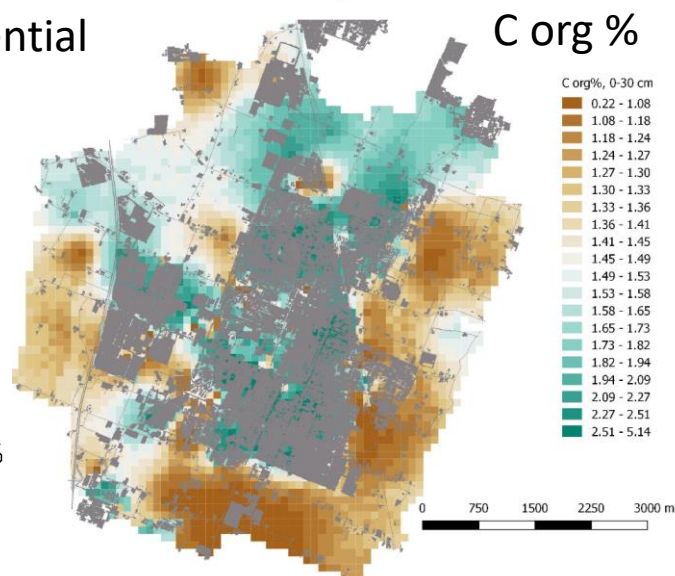 ential
C org %
C org%, 0-30 cm
0.22 - 1.08
1.08 - 1.18
1.18 - 1.24
1.24 - 1.27
1.27 - 1.30
1.30 - 1.33
1.33 - 1.36
1.36 - 1.41
1.41 - 1.45
1.45 - 1.49
1.49 - 1.53
1.53 - 1.58
1.58 - 1.65
1.65 - 1.73
1.73 - 1.82
1.82 - 1.94
1.94 - 2.09
2.09 - 2.27
2.27 - 2.51
2.51 - 5.14
%
0 750 1500 2250 3000 m